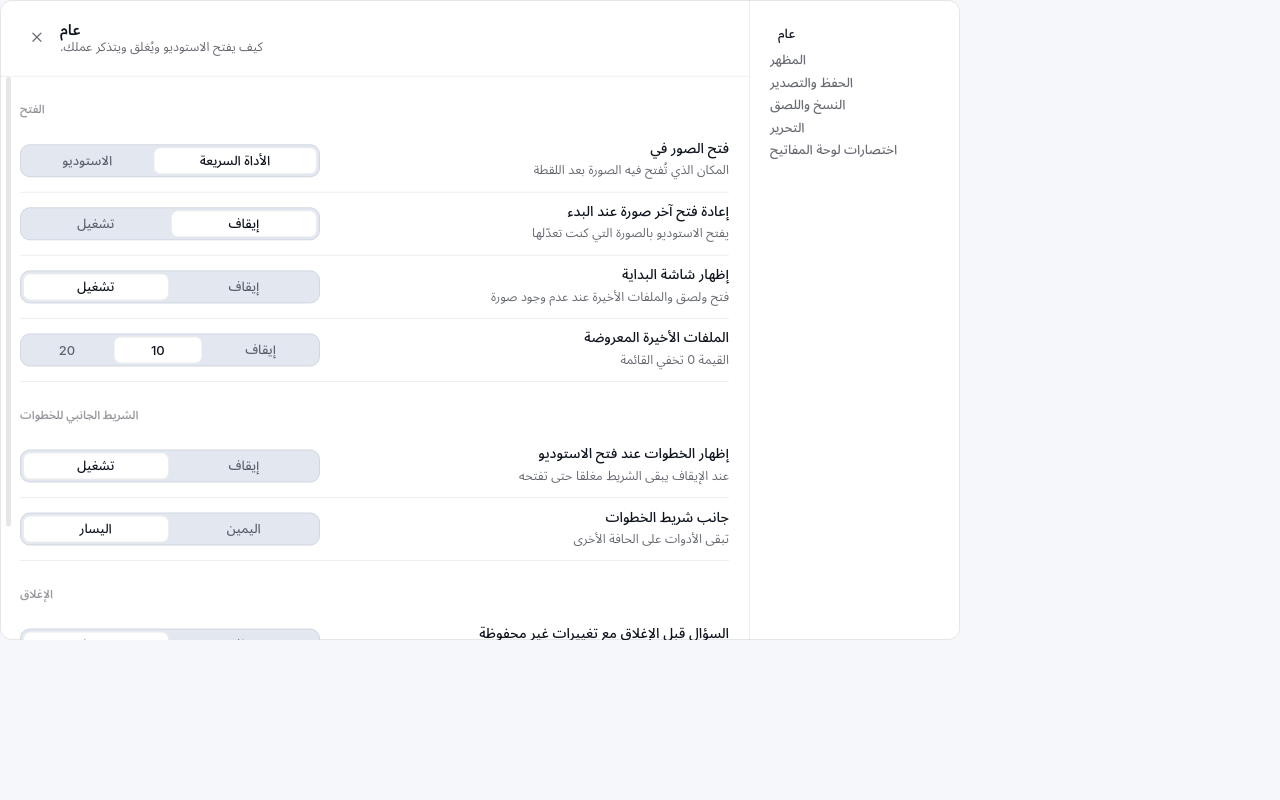 عام
المظهر
الحفظ والتصدير
النسخ واللصق
التحرير
اختصارات لوحة المفاتيح
عام
كيف يفتح الاستوديو ويُغلق ويتذكر عملك.
الفتح
فتح الصور في
المكان الذي تُفتح فيه الصورة بعد اللقطة
الأداة السريعة
الاستوديو
إعادة فتح آخر صورة عند البدء
يفتح الاستوديو بالصورة التي كنت تعدّلها
إيقاف
تشغيل
إظهار شاشة البداية
فتح ولصق والملفات الأخيرة عند عدم وجود صورة
إيقاف
تشغيل
الملفات الأخيرة المعروضة
القيمة 0 تخفي القائمة
إيقاف
10
20
الشريط الجانبي للخطوات
إظهار الخطوات عند فتح الاستوديو
عند الإيقاف يبقى الشريط مغلقا حتى تفتحه
إيقاف
تشغيل
جانب شريط الخطوات
تبقى الأدوات على الحافة الأخرى
اليمين
اليسار
الإغلاق
السؤال قبل الإغلاق مع تغييرات غير محفوظة